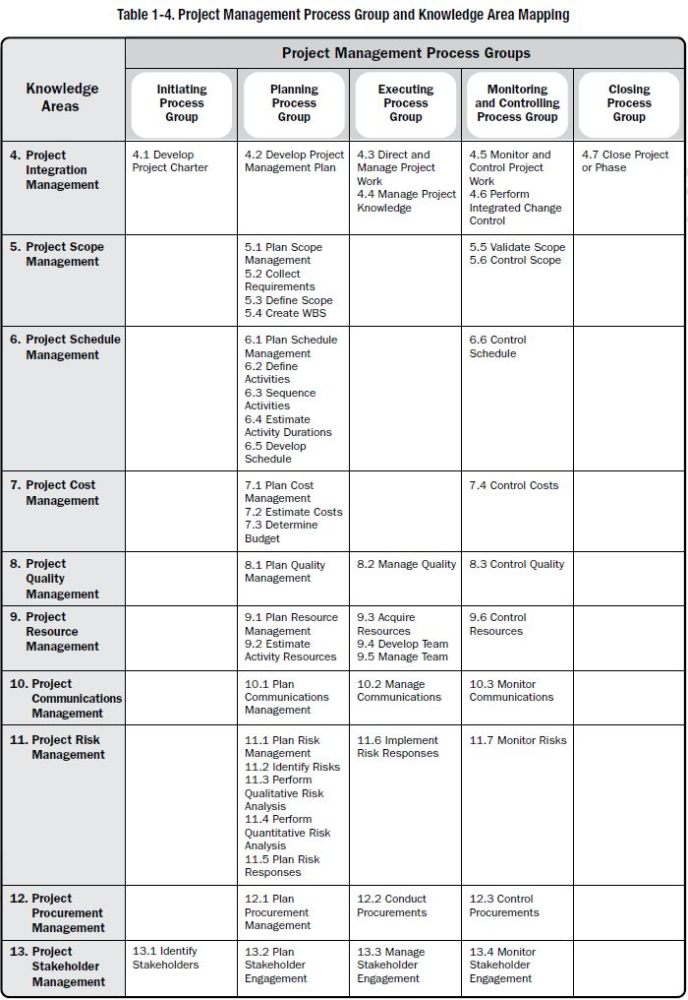 Table 1-4. Project Management Process Group and Knowledge Area Mapping
Project Management Process Groups
Knowledge
Areas
Initiating
Process
Group
Planning
Process
Group
Executing
Process
Group
Monitoring
and Controlling
Process Group
Closing
Process
Group
4. Project
Integration
Management
4.1 Develop
Project Charter
4.2 Develop Project
Management Plan
4.3 Direct and
Manage Project
Work
4.4 Manage Project
Knowledge
4.5 Monitor and
Control Project
Work
4.6 Perform
Integrated Change
Control
4.7 Close Project
or Phase
5. Project Scope
Management
5.1 Plan Scope
Management
5.2 Collect
Requirements
5.3 Define Scope
5.4 Create WBS
5.5 Validate Scope
5.6 Control Scope
6. Project Schedule
Management
6.1 Plan Schedule
Management
6.2 Define
Activities
6.3 Sequence
Activities
6.4 Estimate
Activity Durations
6.5 Develop
Schedule
6.6 Control
Schedule
7. Project Cost
Management
7.1 Plan Cost
Management
7.2 Estimate Costs
7.3 Determine
Budget
7.4 Control Costs
8. Project
Quality
Management
8.1 Plan Quality
Management
8.2 Manage Quality
8.3 Control Quality
9. Project
Resource
Management
9.1 Plan Resource
Management
9.2 Estimate
Activity Resources
9.3 Acquire
Resources
9.4 Develop Team
9.5 Manage Team
9.6 Control
Resources
10. Project
Communications
Management
10.1 Plan
Communications
Management
10.2 Manage
Communications
10.3 Monitor
Communications
11. Project Risk
Management
11.1 Plan Risk
Management
11.2 Identify Risks
11.3 Perform
Qualitative Risk
Analysis
11.4 Perform
Quantitative Risk
Analysis
11.5 Plan Risk
Responses
11.6 Implement
Risk Responses
11.7 Monitor Risks
12. Project
Procurement
Management
12.1 Plan
Procurement
Management
12.2 Conduct
Procurements
12.3 Control
Procurements
13. Project
Stakeholder
Management
13.1 Identify
Stakeholders
13.2 Plan
Stakeholder
Engagement
13.3 Manage
Stakeholder
Engagement
13.4 Monitor
Stakeholder
Engagement